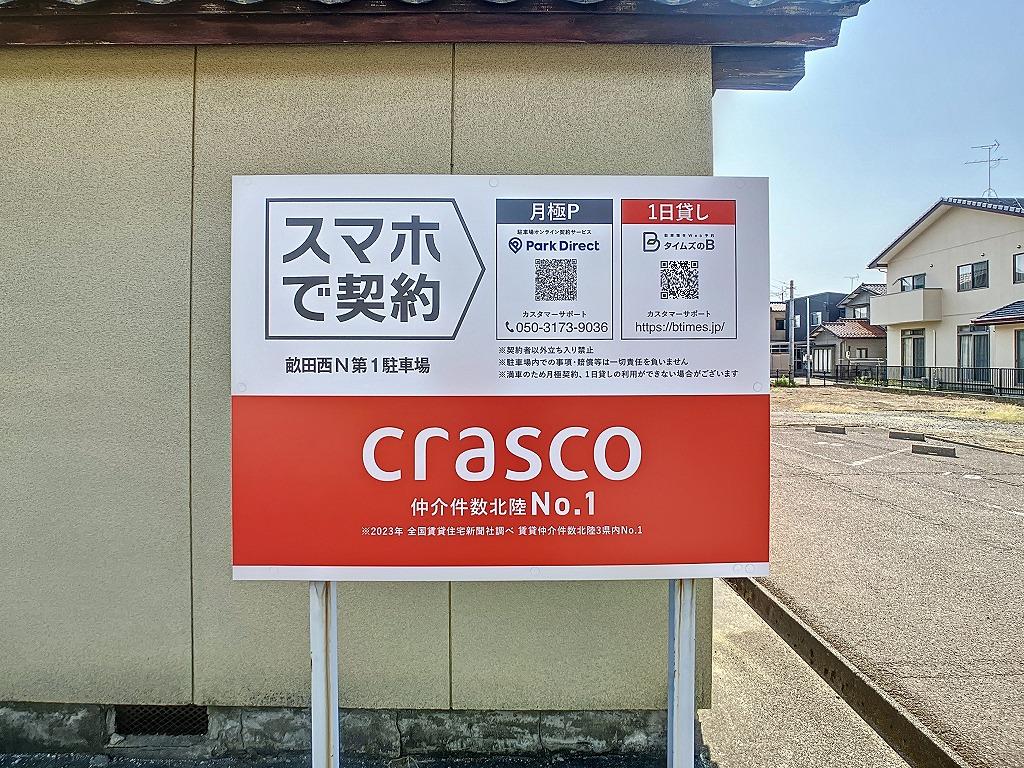 スマホ
で契約
畝田西N第1駐車場
月極P
駐車場オンライン契約サービス
Park Direct
カスタマーサポート
050-3173-9036
1日貸し
タイムズのB
カスタマーサポート
https://btimes.jp/
※契約者以外立ち入り禁止
※駐車場内での事項・賠償等は一切責任を負いません
※満車のため月極契約、1日貸しの利用ができない場合がございます
crasco
仲介件数北陸No.1
※2023年 全国賃貸住宅新聞社調べ 賃貸仲介件数北陸3県内No.1